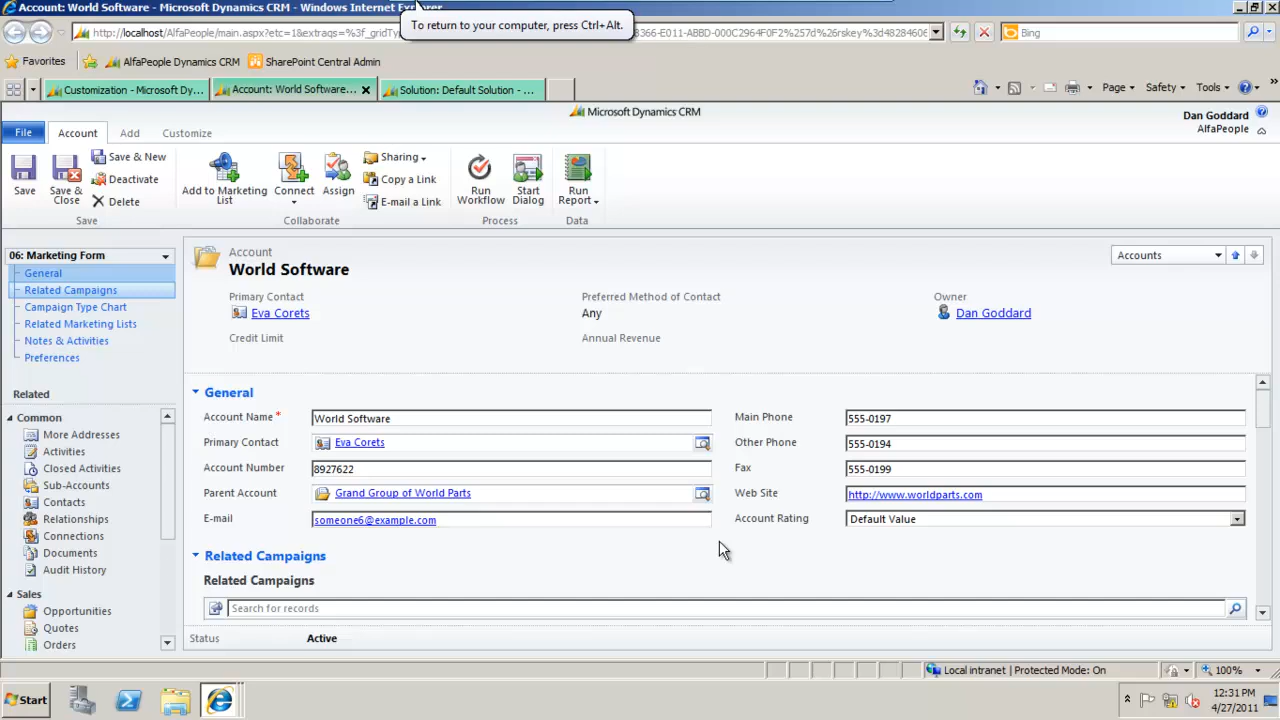 Account: World Software - Microsoft Dynamics CRM - Windows Internet Explorer
To return to your computer, press Ctrl+Alt.
http://localhost/AlfaPeople/main.aspx?etc=1&extraqs=%3f_gridTy
Bing
Favorites AlfaPeople Dynamics CRM SharePoint Central Admin
Customization - Microsoft Dy... Account: World Software... Solution: Default Solution - ... Page Safety Tools
Microsoft Dynamics CRM
Dan Goddard
AlfaPeople
File Account Add Customize
Save
Save & Close
Save & New
Deactivate
Delete
Save
Add to Marketing List
Connect
Assign
Sharing
Copy a Link
E-mail a Link
Collaborate
Run Workflow
Start Dialog
Process
Run Report
Data
06: Marketing Form
General
Related Campaigns
Campaign Type Chart
Related Marketing Lists
Notes & Activities
Preferences
Related
Common
More Addresses
Activities
Closed Activities
Sub-Accounts
Contacts
Relationships
Connections
Documents
Audit History
Sales
Opportunities
Quotes
Orders
Account
World Software
Accounts
Primary Contact Preferred Method of Contact Owner
Eva Corets Any Dan Goddard
Credit Limit Annual Revenue
General
Account Name * World Software Main Phone 555-0197
Primary Contact Eva Corets Other Phone 555-0194
Account Number 8927622 Fax 555-0199
Parent Account Grand Group of World Parts Web Site http://www.worldparts.com
E-mail someone6@example.com Account Rating Default Value
Related Campaigns
Related Campaigns
Search for records
Status Active
Local intranet | Protected Mode: On 100%
Start
12:31 PM
4/27/2011